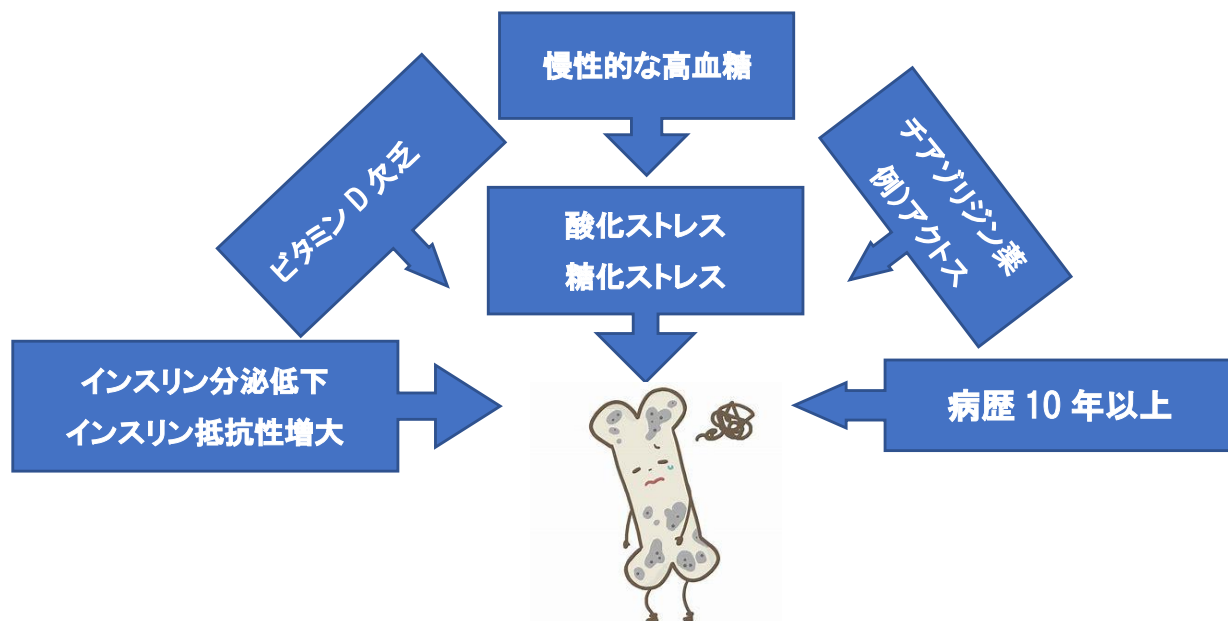 慢性的な高血糖
ビタミン D 欠乏
チアゾリジン薬
例）アクトス
酸化ストレス
糖化ストレス
インスリン分泌低下
インスリン抵抗性増大
病歴 10 年以上